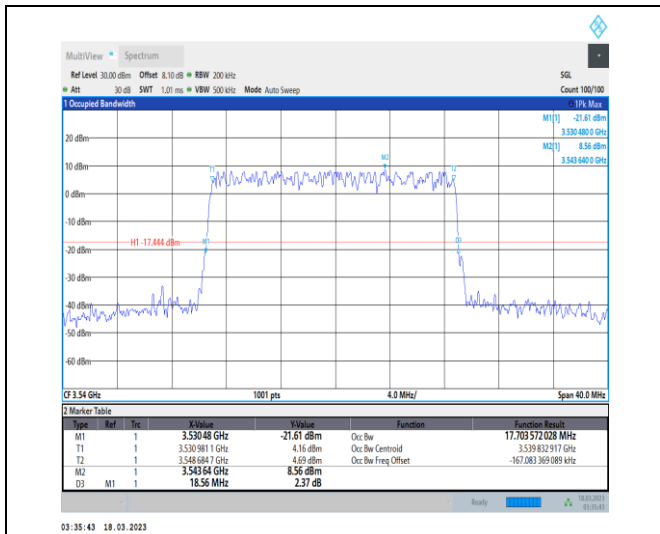 MultiView Spectrum
Ref Level 30.00 dBm Offset 8.10 dB RBW 200 kHz SGL
Att 30 dB SWT 1.01 ms VBW 500 kHz Mode Auto Sweep Count 100/100
1 Occupied Bandwidth 1Pk Max
M1[1] -21.61 dBm
3.530 480 0 GHz
M2[1] 8.56 dBm
3.543 640 0 GHz
20 dBm
M2
10 dBm
T1 T2
0 dBm
-10 dBm
H1 -17.444 dBm M1 D3
-20 dBm
-30 dBm
-40 dBm
-50 dBm
-60 dBm
CF 3.54 GHz 1001 pts 4.0 MHz/ Span 40.0 MHz
2 Marker Table
Type Ref Trc X-Value Y-Value Function Function Result
M1 1 3.530 48 GHz -21.61 dBm Occ Bw 17.703 572 028 MHz
T1 1 3.530 981 1 GHz 4.16 dBm Occ Bw Centroid 3.539 832 917 GHz
T2 1 3.548 684 7 GHz 4.69 dBm Occ Bw Freq Offset -167.083 369 089 kHz
M2 1 3.543 64 GHz 8.56 dBm
D3 M1 1 18.56 MHz 2.37 dB
Ready 18.03.2023
03:35:43
03:35:43 18.03.2023